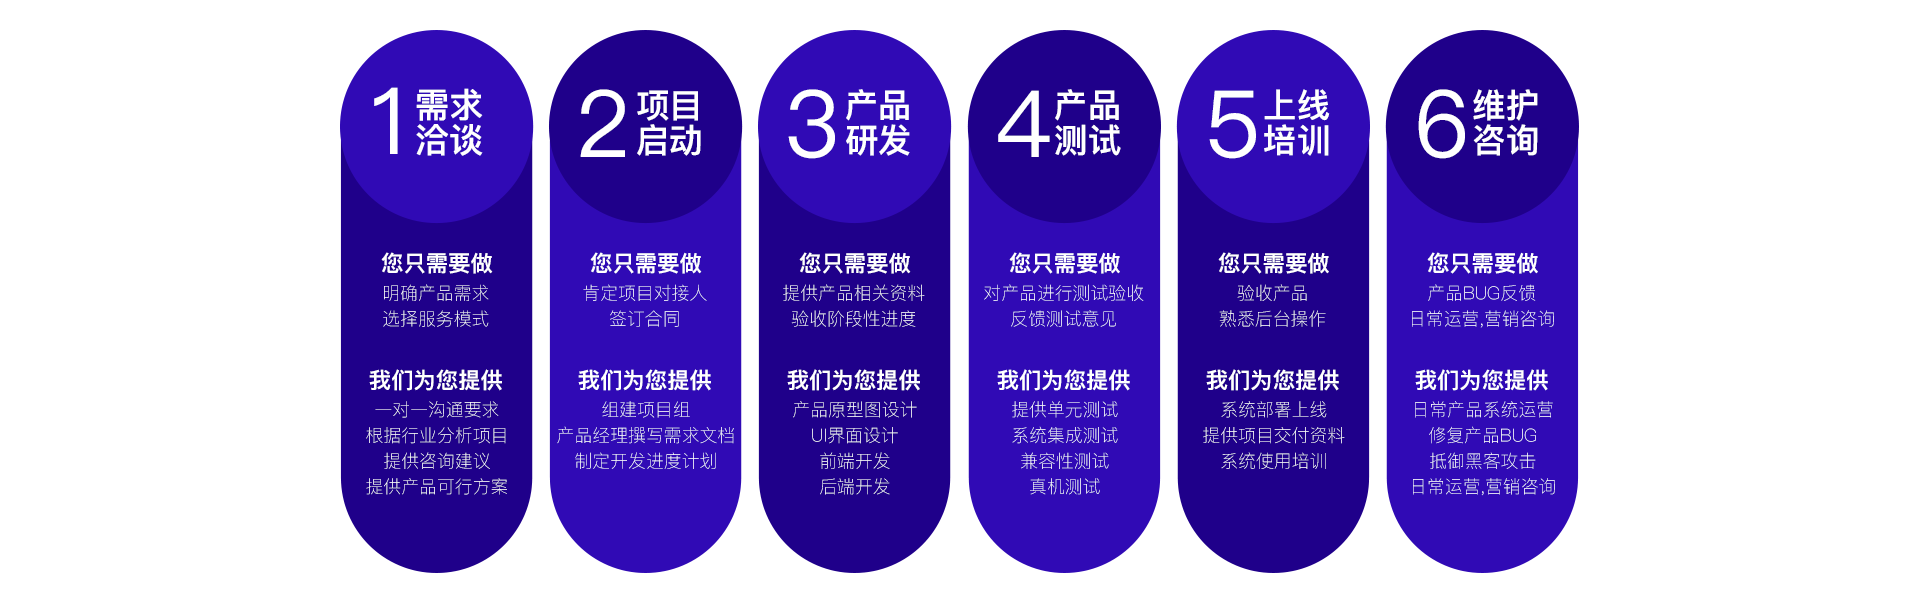 1
需求
洽谈
您只需要做
明确产品需求
选择服务模式
我们为您提供
一对一沟通要求
根据行业分析项目
提供咨询建议
提供产品可行方案
2
项目
启动
您只需要做
肯定项目对接人
签订合同
我们为您提供
组建项目组
产品经理撰写需求文档
制定开发进度计划
3
产品
研发
您只需要做
提供产品相关资料
验收阶段性进度
我们为您提供
产品原型图设计
UI界面设计
前端开发
后端开发
4
产品
测试
您只需要做
对产品进行测试验收
反馈测试意见
我们为您提供
提供单元测试
系统集成测试
兼容性测试
真机测试
5
上线
培训
您只需要做
验收产品
熟悉后台操作
我们为您提供
系统部署上线
提供项目交付资料
系统使用培训
6
维护
咨询
您只需要做
产品BUG反馈
日常运营,营销咨询
我们为您提供
日常产品系统运营
修复产品BUG
抵御黑客攻击
日常运营,营销咨询